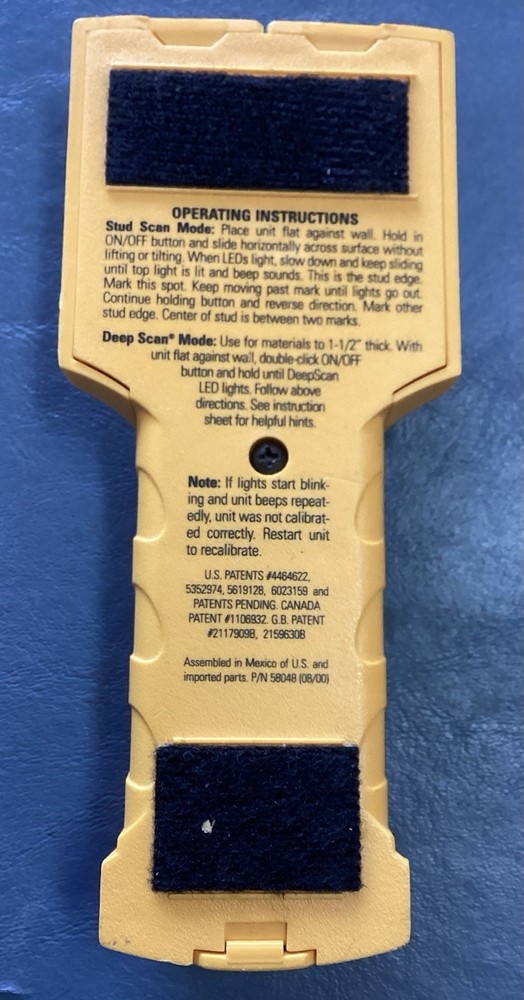 OPERATING INSTRUCTIONS
Stud Scan Mode: Place unit flat against wall. Hold in
ON/OFF button and slide horizontally across surface without
lifting or tilting. When LEDs light, slow down and keep sliding
until top light is lit and beep sounds. This is the stud edge.
Mark this spot. Keep moving past mark until lights go out.
Continue holding button and reverse direction. Mark other
stud edge. Center of stud is between two marks.
Deep Scan® Mode: Use for materials to 1-1/2" thick. With
unit flat against wall, double-click ON/OFF
button and hold until DeepScan
LED lights. Follow above
directions. See instruction
sheet for helpful hints.
Note: If lights start blink-
ing and unit beeps repeat-
edly, unit was not calibrat-
ed correctly. Restart unit
to recalibrate.
U.S. PATENTS #4464622,
5352974, 5619128, 6023159 and
PATENTS PENDING. CANADA
PATENT #1106932. G.B. PATENT
#2117909B, 2159630B
Assembled in Mexico of U.S. and
imported parts. P/N 58048 (08/00)